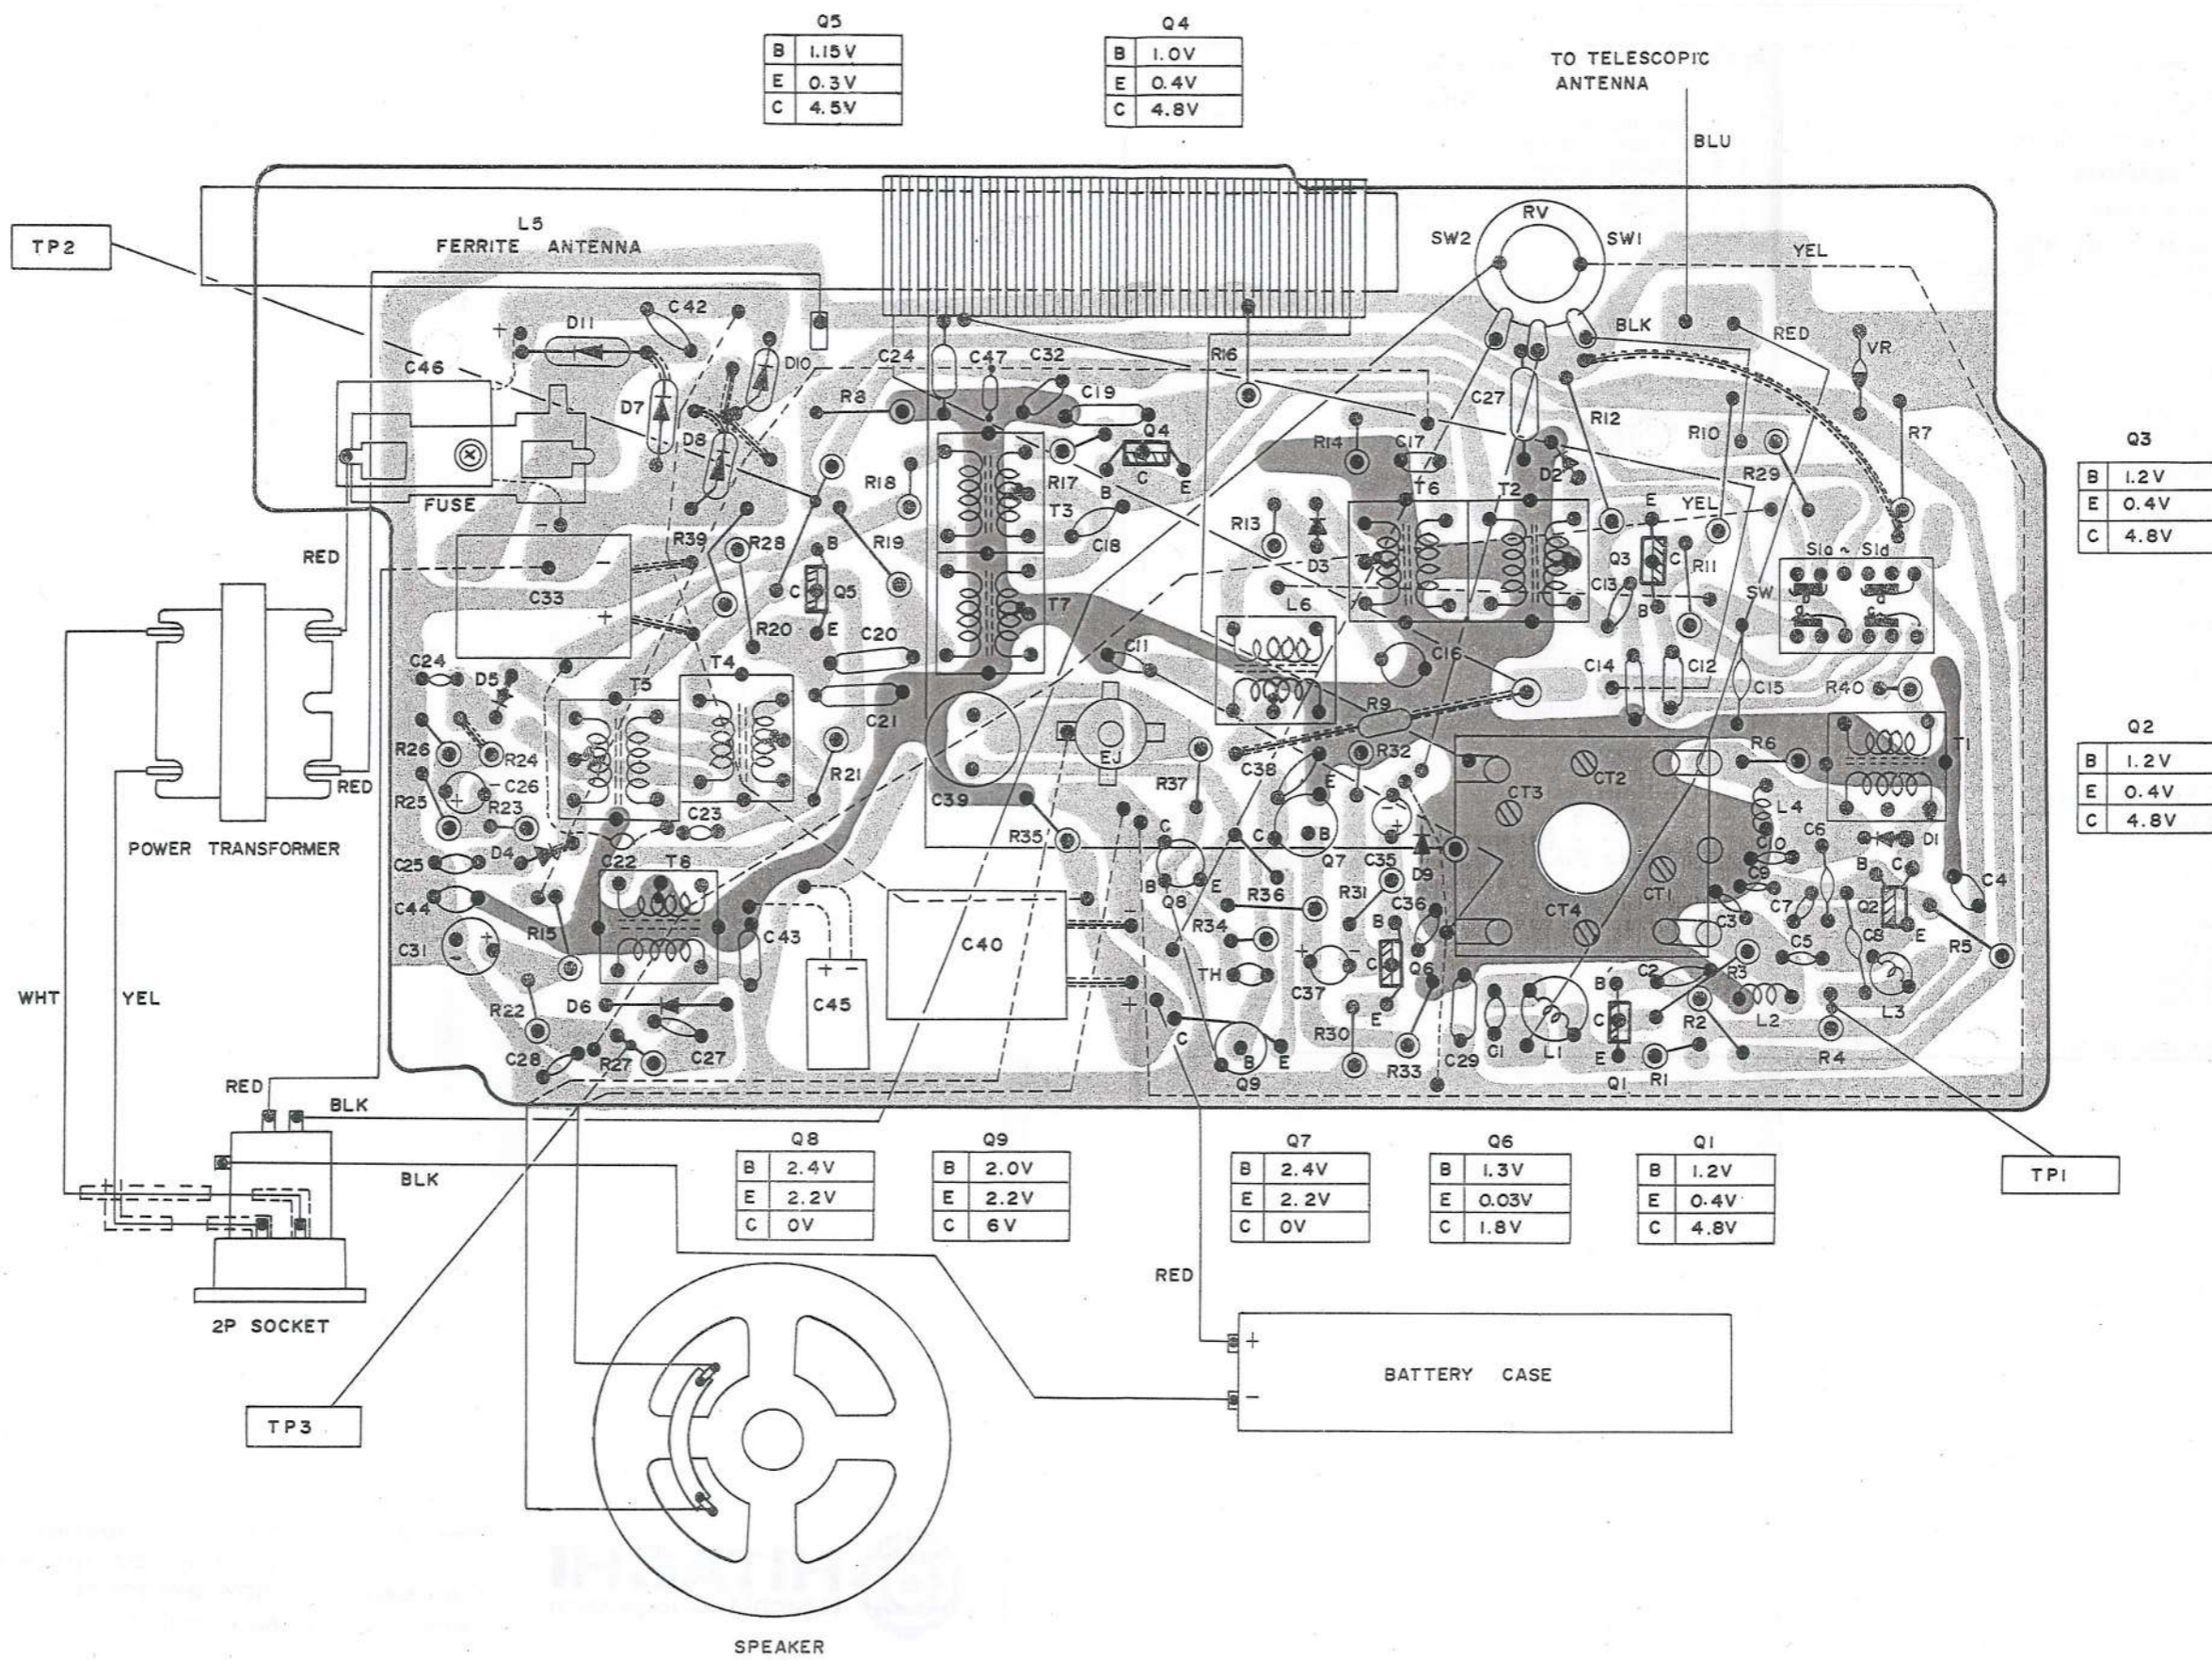 Q5
B 1.15V
E 0.3V
C 4.5V
Q4
B 1.0V
E 0.4V
C 4.8V
TO TELESCOPIC
ANTENNA
BLU
TP2
L5
FERRITE ANTENNA
SW2
RV
SW1
YEL
BLK
RED
VR
+
D11
C42
C46
D10
D7
D8
C24
C47
C32
R8
C19
R16
C27
R12
R10
R7
R14
C17
D2
R29
Q4
B
C
E
R18
R17
T3
C18
FUSE
-
R39
R28
R19
R13
D3
T6
T2
E
YEL
Q3
C
R11
C13
B
S1a ~ S1d
SW
Q3
B 1.2V
E 0.4V
C 4.8V
RED
C33
-
+
B
C
Q5
E
R20
T7
L6
C20
C11
C16
C14
C12
C15
R40
C24
D5
T5
T4
C21
R9
R26
R24
C26
-
+
R25
R23
R21
C39
EJ
R37
C38
R32
E
CT2
CT3
R6
L4
T1
RED
POWER TRANSFORMER
Q2
B 1.2V
E 0.4V
C 4.8V
C23
R35
C
B
Q7
-
+
C35
D9
C6
D1
C10
C25
D4
C22
T8
C
B
Q8
E
R36
R31
CT1
C9
B
C
C44
R34
C36
B
CT4
C3
C7
Q2
E
C4
R15
C43
C40
-
C31
+
-
TH
+
-
C37
C
Q6
E
C5
C8
R5
R3
C2
WHT
YEL
R22
D6
+ -
C45
+
C
B
E
Q9
R30
R33
C29
C1
L1
B
C
E
Q1
R2
R1
L2
L3
R4
C28
R27
C27
RED
BLK
BLK
Q8
B 2.4V
E 2.2V
C 0V
Q9
B 2.0V
E 2.2V
C 6V
Q7
B 2.4V
E 2.2V
C 0V
Q6
B 1.3V
E 0.03V
C 1.8V
Q1
B 1.2V
E 0.4V
C 4.8V
TP1
RED
2P SOCKET
+
-
BATTERY CASE
TP3
SPEAKER
HITACHI